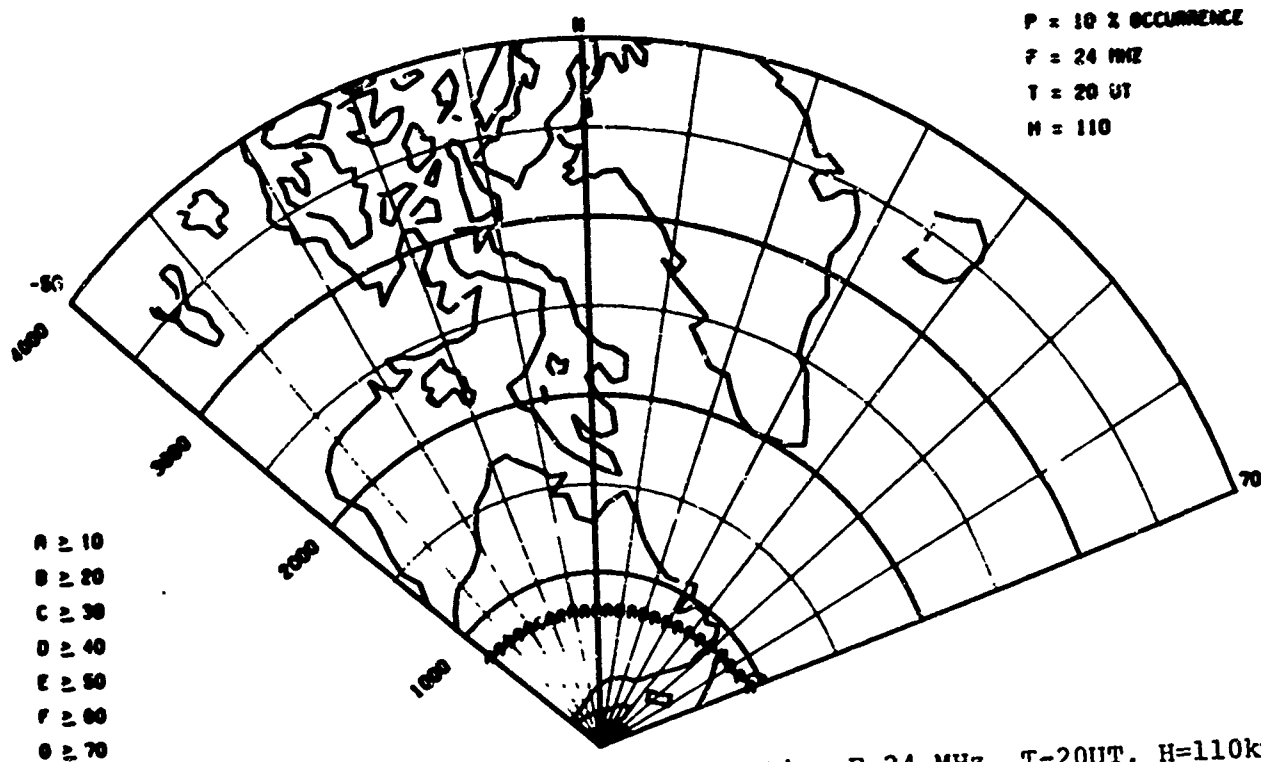 P = 10 % OCCURRENCE
F = 24 MHZ
T = 20 UT
H = 110
N
-50
4000
3000
2000
1000
70
A ≥ 10
B ≥ 20
C ≥ 30
D ≥ 40
E ≥ 50
F ≥ 60
G ≥ 70
F=24 MHz, T=20UT, H=110k